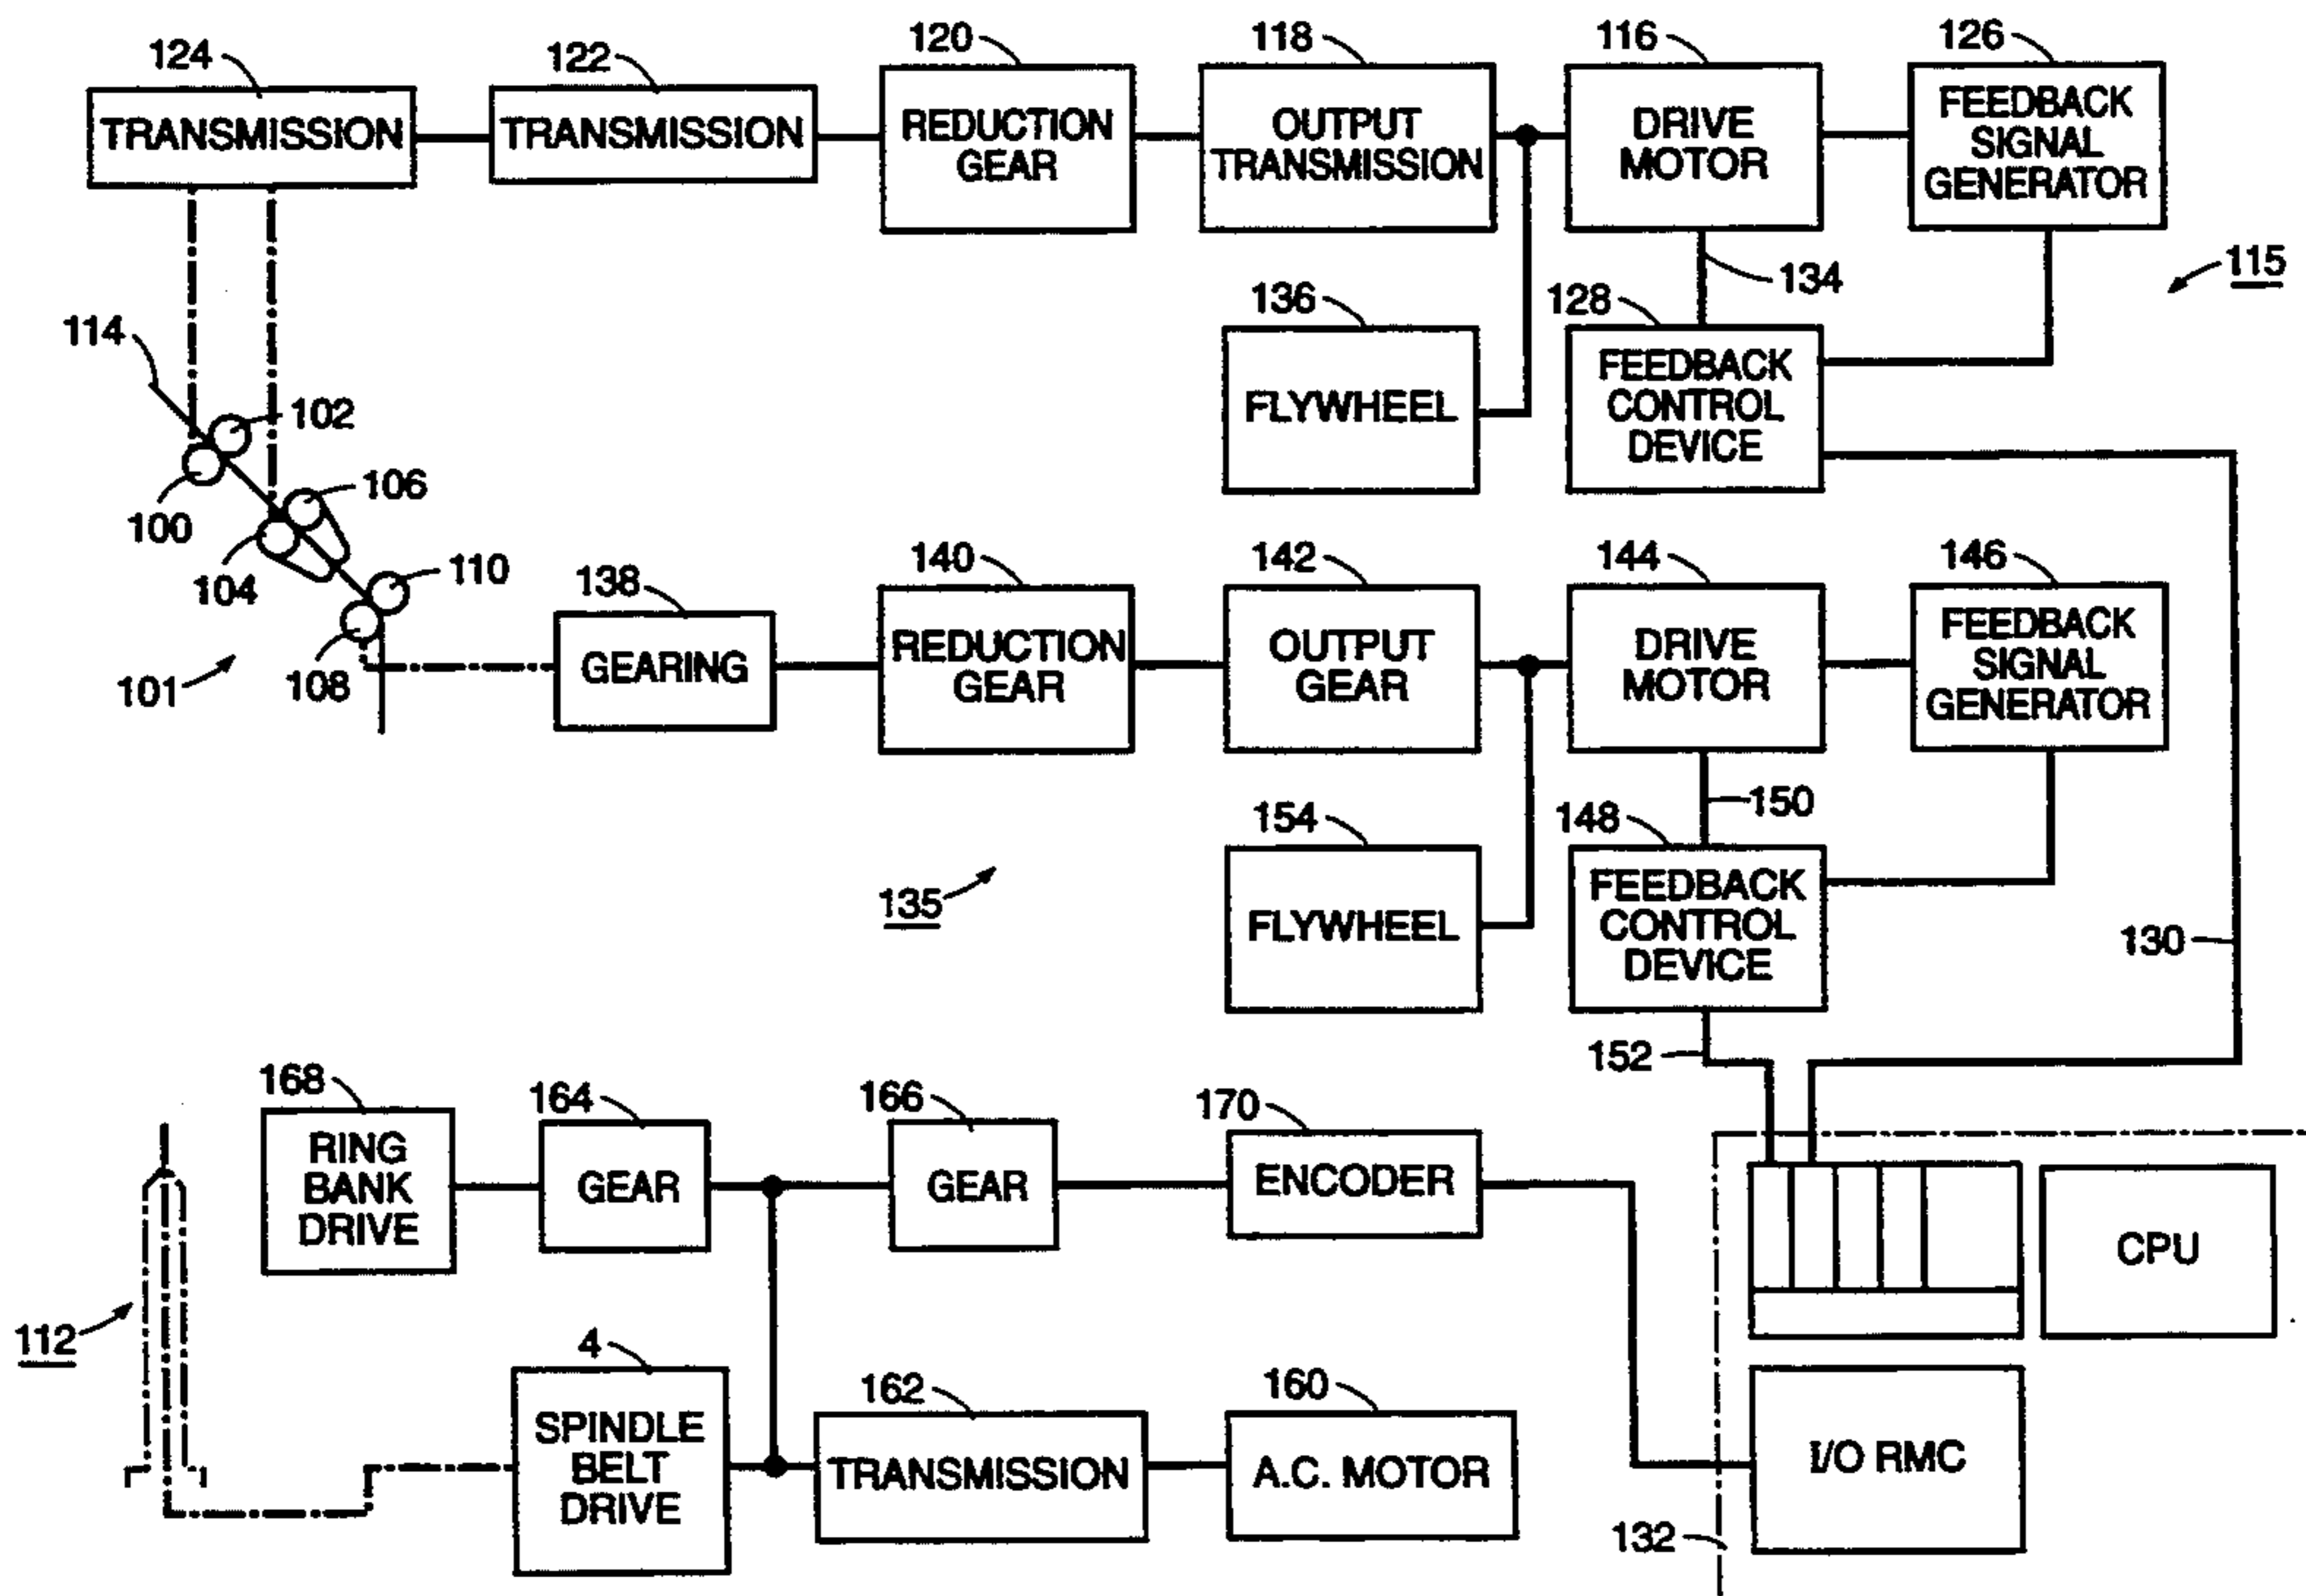 124
122
120
118
116
126
TRANSMISSION
TRANSMISSION
REDUCTION
GEAR
OUTPUT
TRANSMISSION
DRIVE
MOTOR
FEEDBACK
SIGNAL
GENERATOR
115
134
136
128
114
FLYWHEEL
FEEDBACK
CONTROL
DEVICE
102
106
100
104
110
138
140
142
144
146
101
108
GEARING
REDUCTION
GEAR
OUTPUT
GEAR
DRIVE
MOTOR
FEEDBACK
SIGNAL
GENERATOR
150
154
148
135
FLYWHEEL
FEEDBACK
CONTROL
DEVICE
130
152
168
164
166
170
RING
BANK
DRIVE
GEAR
GEAR
ENCODER
CPU
112
4
162
160
SPINDLE
BELT
DRIVE
TRANSMISSION
A.C. MOTOR
I/O RMC
132